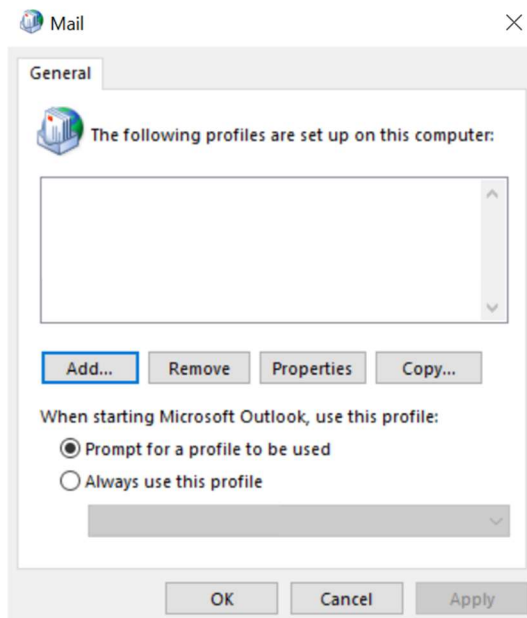 Mail
General
The following profiles are set up on this computer:
Add... Remove Properties Copy...
When starting Microsoft Outlook, use this profile:
Prompt for a profile to be used
Always use this profile
OK Cancel Apply